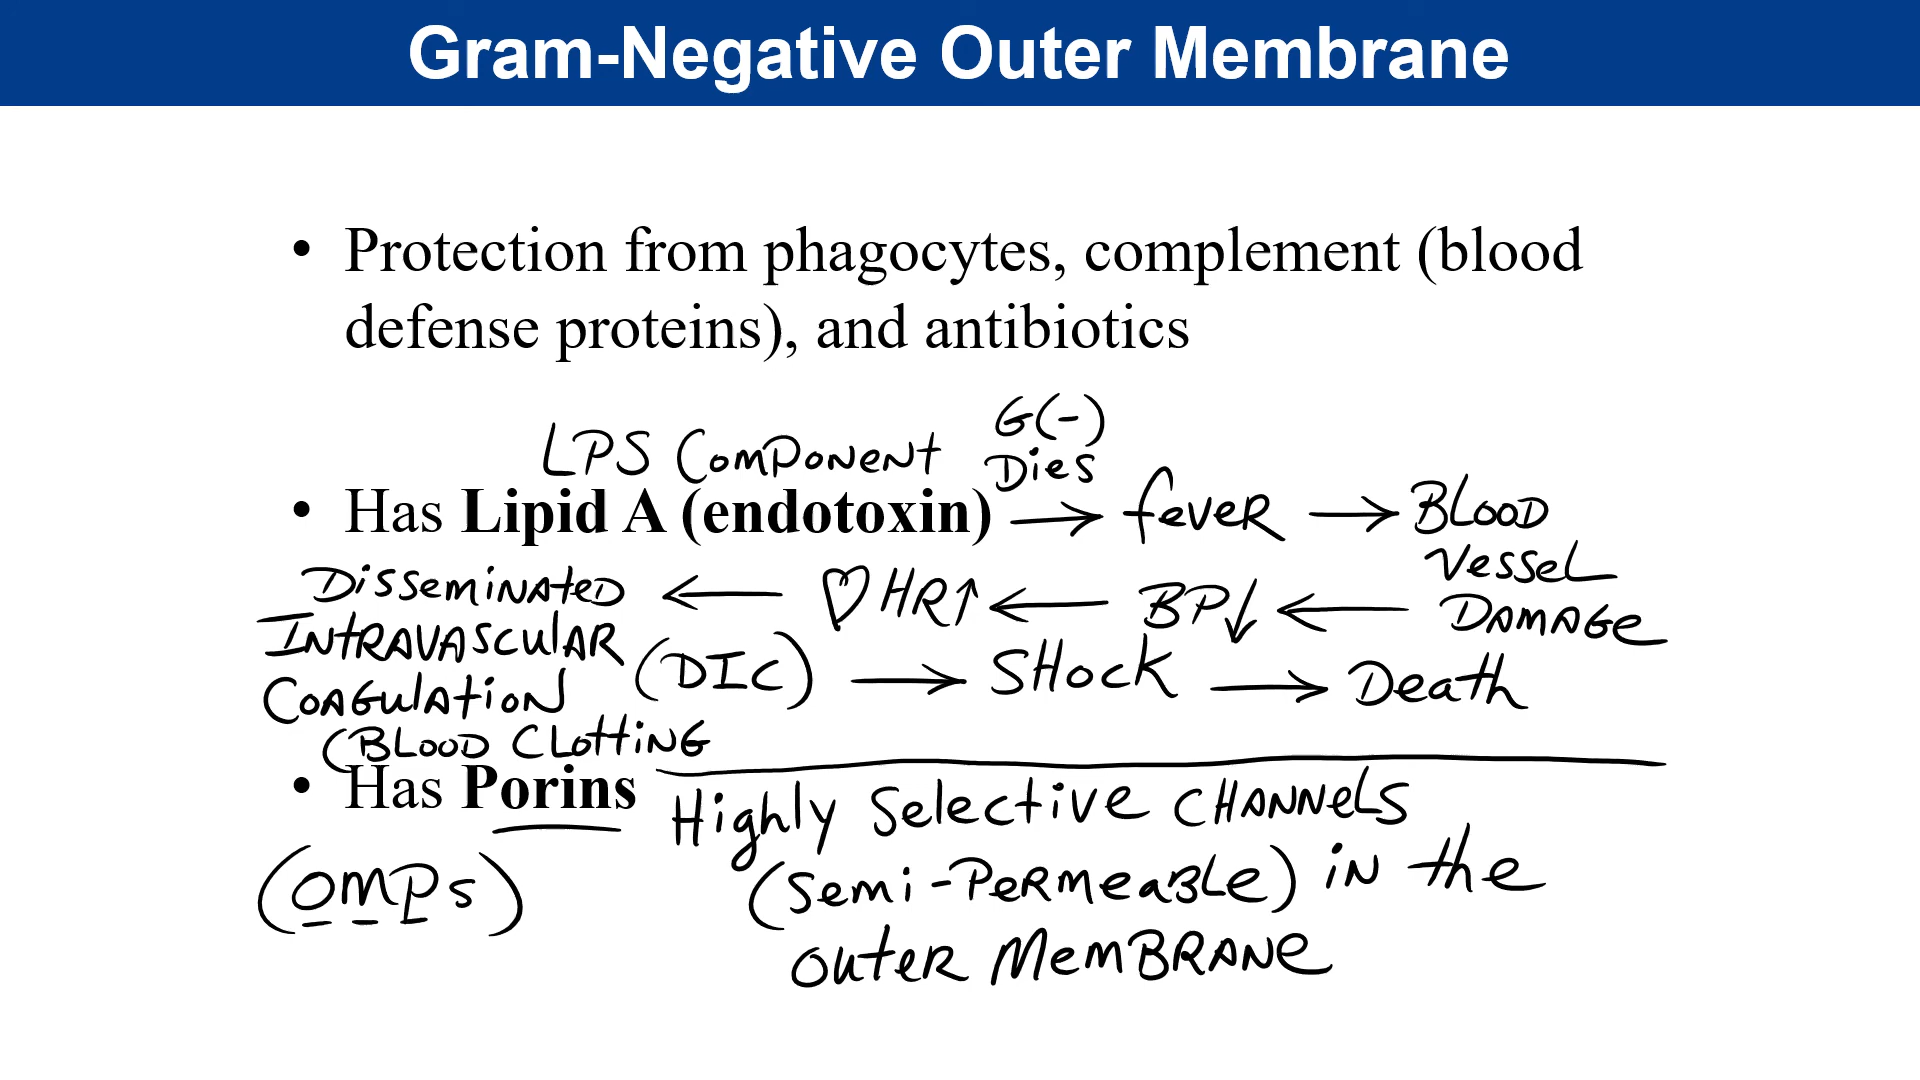 Gram-Negative Outer Membrane
• Protection from phagocytes, complement (blood
defense proteins), and antibiotics
LPS Component G(-)
Dies
• Has Lipid A (endotoxin) → fever → Blood
Vessel
Damage
← BP↓ ← ♡ HR↑ ←
Disseminated
Intravascular
Coagulation
(Blood Clotting
(DIC) → Shock → Death
• Has Porins
(OMPs)
Highly Selective Channels
(Semi-Permeable) in the
Outer Membrane